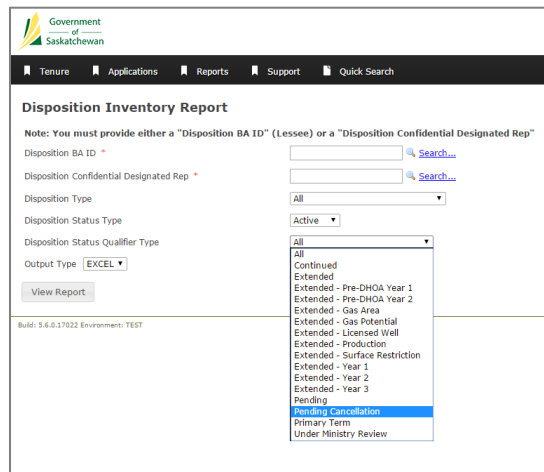 Government
of
Saskatchewan
Tenure Applications Reports Support Quick Search
Disposition Inventory Report
Note: You must provide either a "Disposition BA ID" (Lessee) or a "Disposition Confidential Designated Rep"
Disposition BA ID * Search...
Disposition Confidential Designated Rep * Search...
Disposition Type All
Disposition Status Type Active
Disposition Status Qualifier Type All
Output Type EXCEL
View Report
All
Continued
Extended
Extended - Pre-DHOA Year 1
Extended - Pre-DHOA Year 2
Extended - Gas Area
Extended - Gas Potential
Extended - Licensed Well
Extended - Production
Extended - Surface Restriction
Extended - Year 1
Extended - Year 2
Extended - Year 3
Pending
Pending Cancellation
Primary Term
Under Ministry Review
Build: 5.6.0.17022 Environment: TEST